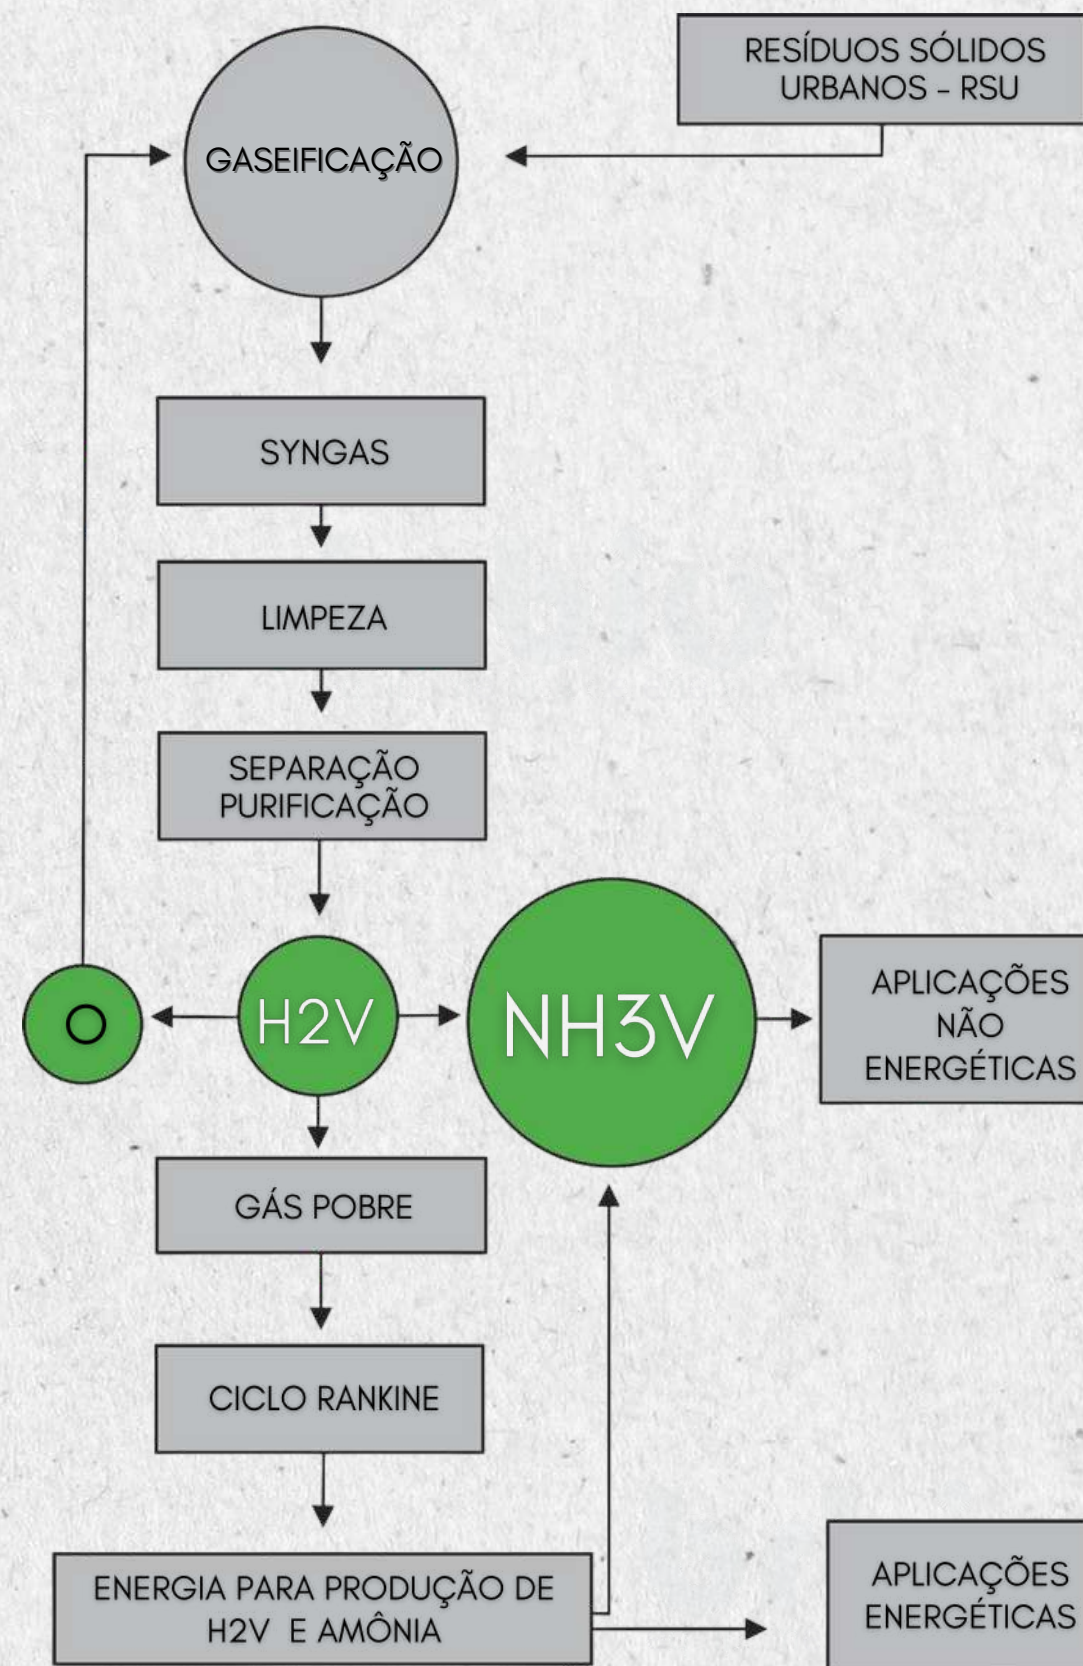 RESÍDUOS SÓLIDOS
URBANOS - RSU
GASEIFICAÇÃO
SYNGAS
LIMPEZA
SEPARAÇÃO
PURIFICAÇÃO
O
H2V
NH3V
APLICAÇÕES
NÃO
ENERGÉTICAS
GÁS POBRE
CICLO RANKINE
ENERGIA PARA PRODUÇÃO DE
H2V E AMÔNIA
APLICAÇÕES
ENERGÉTICAS